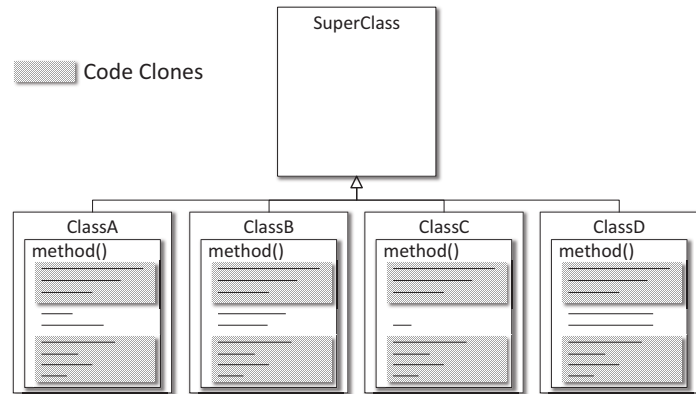 SuperClass
Code Clones
ClassA
ClassB
ClassC
ClassD
method()
method()
method()
method()